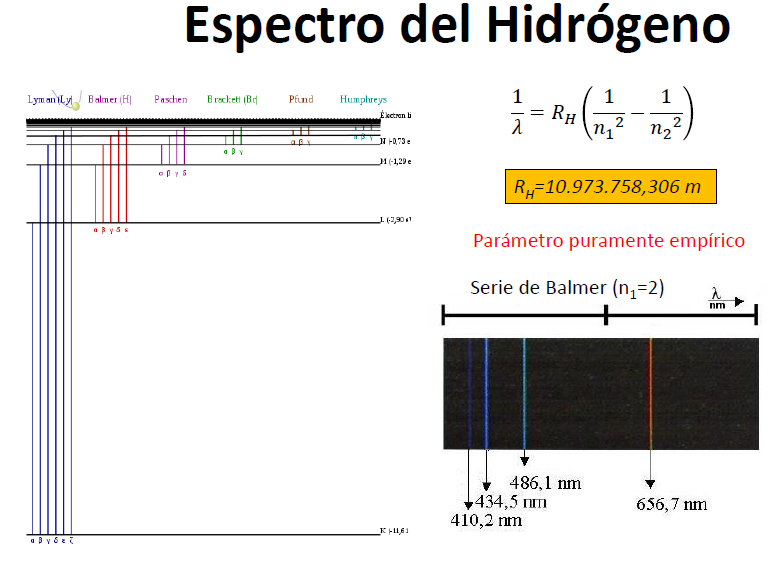 Espectro del Hidrógeno
Lyman (Ly) Balmer (H) Paschen Brackett (Br) Pfund Humphreys
α β γ
α β γ
α β γ
N (-0,73 e
α β γ δ
M (-1,29 e
α β γ δ ε
L (-2,90 e
α β γ δ ε ζ
K (-11,61
1/λ = R_H (1/n₁² − 1/n₂²)
R_H=10.973.758,306 m
Parámetro puramente empírico
Serie de Balmer (n₁=2)
λ
nm
486,1 nm
434,5 nm
656,7 nm
410,2 nm